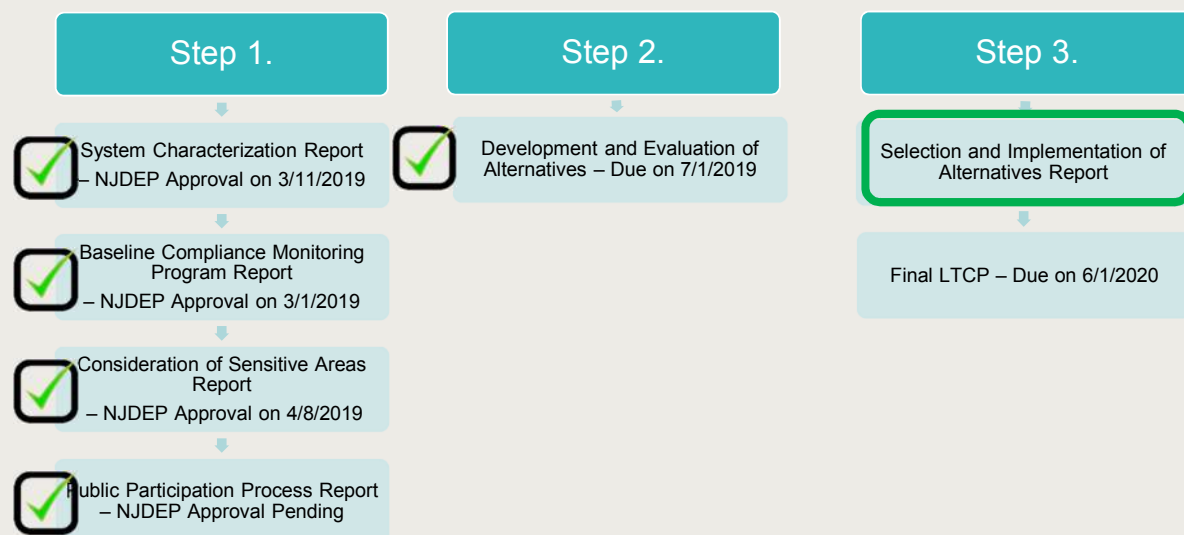 Step 1.
System Characterization Report
– NJDEP Approval on 3/11/2019
Baseline Compliance Monitoring
Program Report
– NJDEP Approval on 3/1/2019
Consideration of Sensitive Areas
Report
– NJDEP Approval on 4/8/2019
Public Participation Process Report
– NJDEP Approval Pending
Step 2.
Development and Evaluation of
Alternatives – Due on 7/1/2019
Step 3.
Selection and Implementation of
Alternatives Report
Final LTCP – Due on 6/1/2020